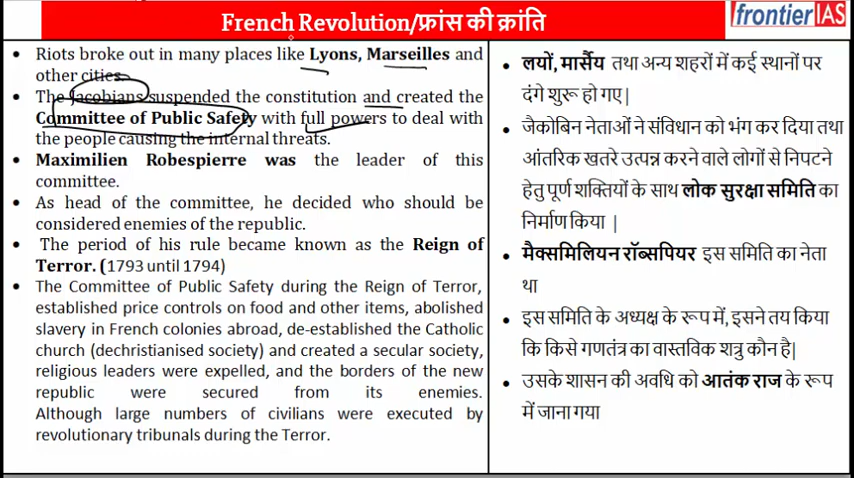 French Revolution/फ्रांस की क्रांति
frontier IAS
• Riots broke out in many places like Lyons, Marseilles and
other cities.
• The Jacobians suspended the constitution and created the
Committee of Public Safety with full powers to deal with
the people causing the internal threats.
• Maximilien Robespierre was the leader of this
committee.
• As head of the committee, he decided who should be
considered enemies of the republic.
• The period of his rule became known as the Reign of
Terror. (1793 until 1794)
• The Committee of Public Safety during the Reign of Terror,
established price controls on food and other items, abolished
slavery in French colonies abroad, de-established the Catholic
church (dechristianised society) and created a secular society,
religious leaders were expelled, and the borders of the new
republic were secured from its enemies.
Although large numbers of civilians were executed by
revolutionary tribunals during the Terror.
• लयों, मार्सैय तथा अन्य शहरों में कई स्थानों पर
दंगे शुरू हो गए|
• जैकोबिन नेताओं ने संविधान को भंग कर दिया तथा
आंतरिक खतरे उत्पन्न करने वाले लोगों से निपटने
हेतु पूर्ण शक्तियों के साथ लोक सुरक्षा समिति का
निर्माण किया |
• मैक्समिलियन रॉब्सपियर इस समिति का नेता
था
• इस समिति के अध्यक्ष के रूप में, इसने तय किया
कि किसे गणतंत्र का वास्तविक शत्रु कौन है|
• उसके शासन की अवधि को आतंक राज के रूप
में जाना गया